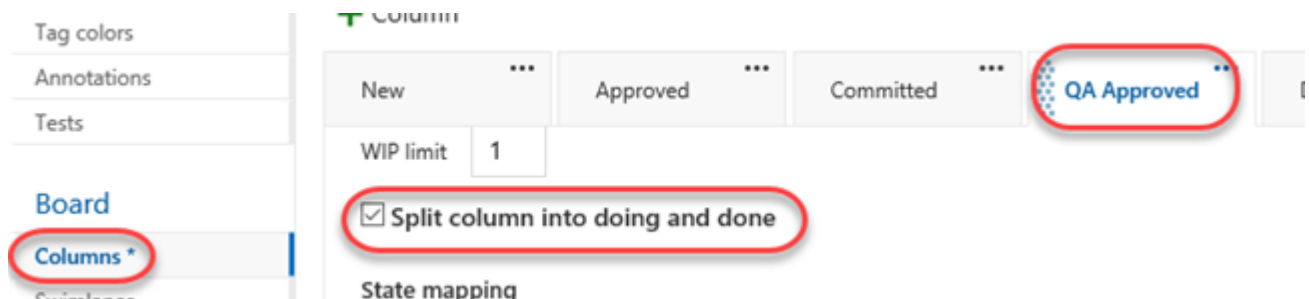 Tag colors
Annotations
Tests
Board
Columns *
Swimlanes
Column
New ... Approved ... Committed ... QA Approved ... D
WIP limit 1
Split column into doing and done
State mapping